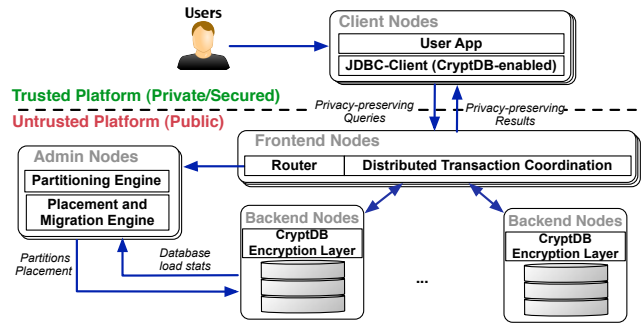 Users
Client Nodes
User App
JDBC-Client (CryptDB-enabled)
Trusted Platform (Private/Secured)
Untrusted Platform (Public)
Privacy-preserving
Queries
Privacy-preserving
Results
Frontend Nodes
Router
Distributed Transaction Coordination
Admin Nodes
Partitioning Engine
Placement and
Migration Engine
Backend Nodes
CryptDB
Encryption Layer
Backend Nodes
CryptDB
Encryption Layer
Partitions
Placement
Database
load stats
...